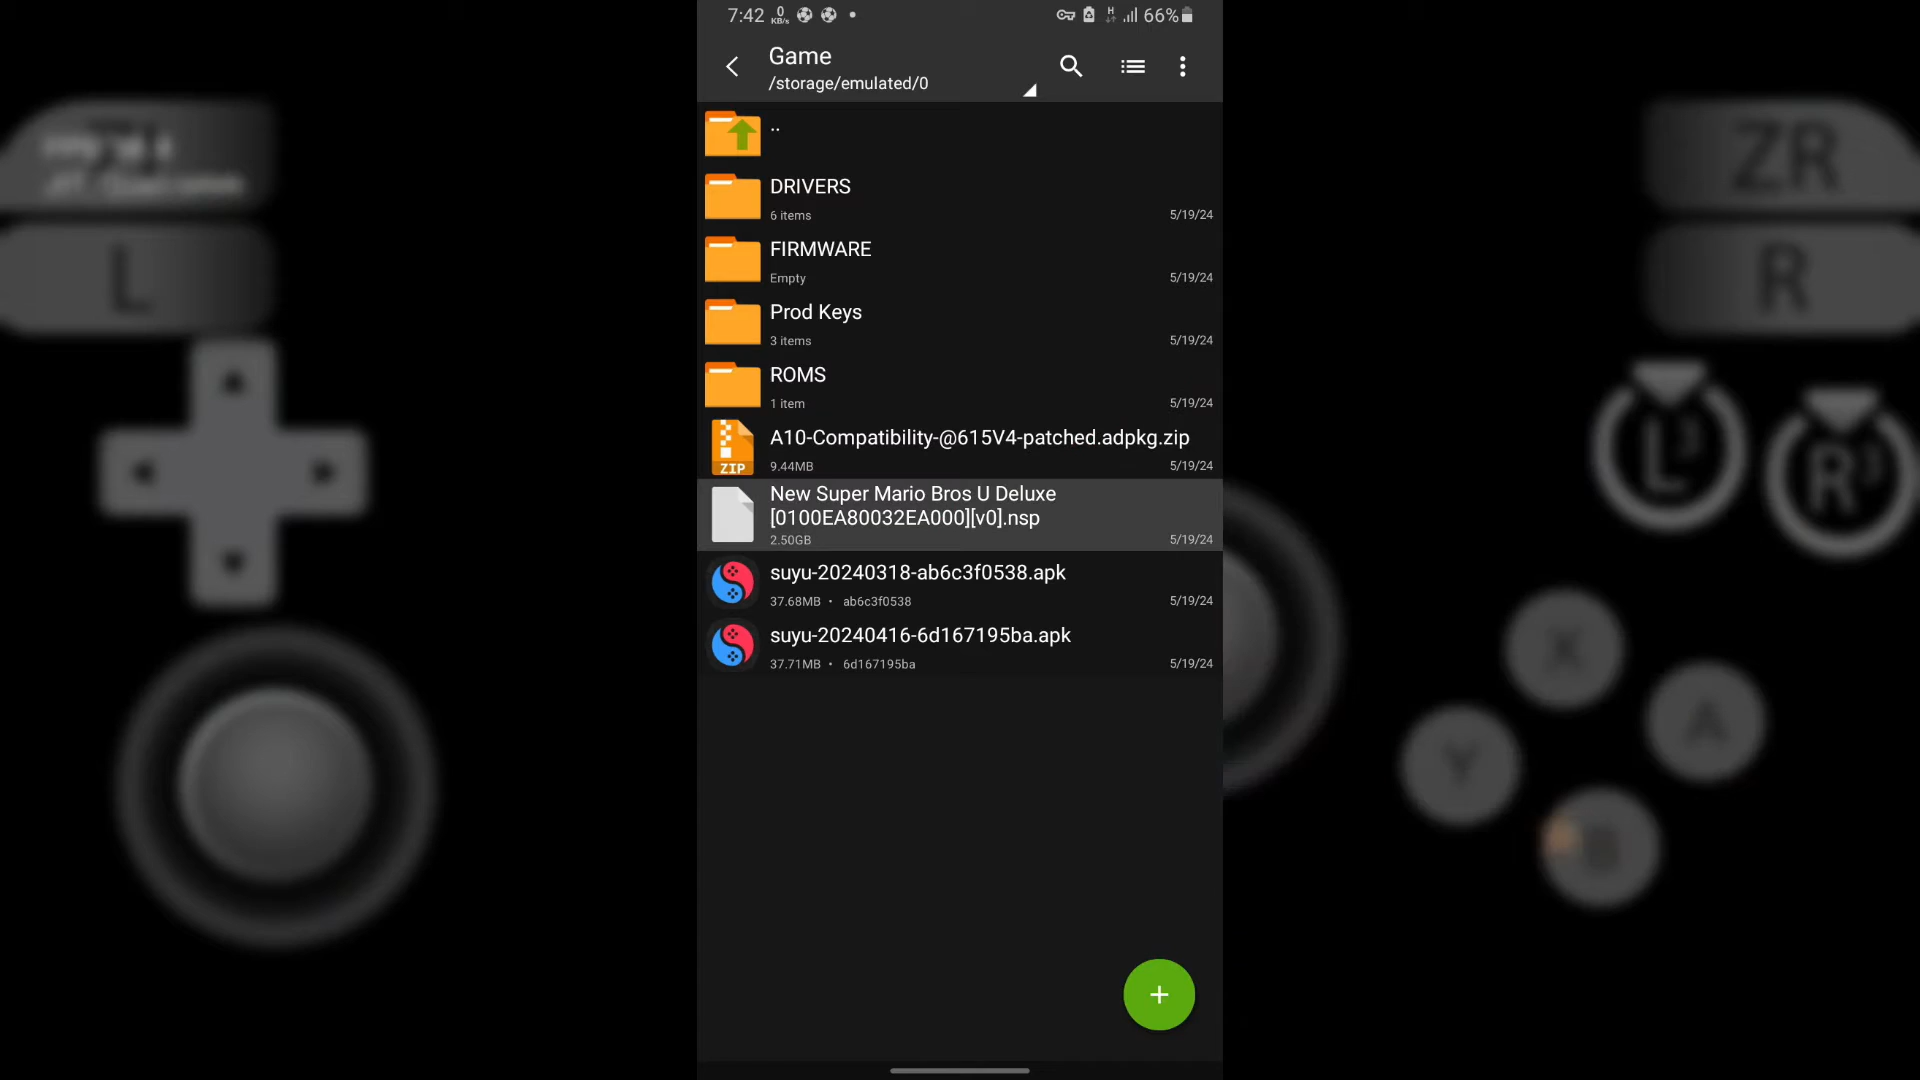 7:42 0 KB/s H 66%
Game
/storage/emulated/0
..
DRIVERS
6 items 5/19/24
FIRMWARE
Empty 5/19/24
Prod Keys
3 items 5/19/24
ROMS
1 item 5/19/24
A10-Compatibility-@615V4-patched.adpkg.zip
ZIP
9.44MB 5/19/24
New Super Mario Bros U Deluxe
[0100EA80032EA000][v0].nsp
2.50GB 5/19/24
suyu-20240318-ab6c3f0538.apk
37.68MB • ab6c3f0538 5/19/24
suyu-20240416-6d167195ba.apk
37.71MB • 6d167195ba 5/19/24
L
ZR
R
L3
R3
X
A
Y
B